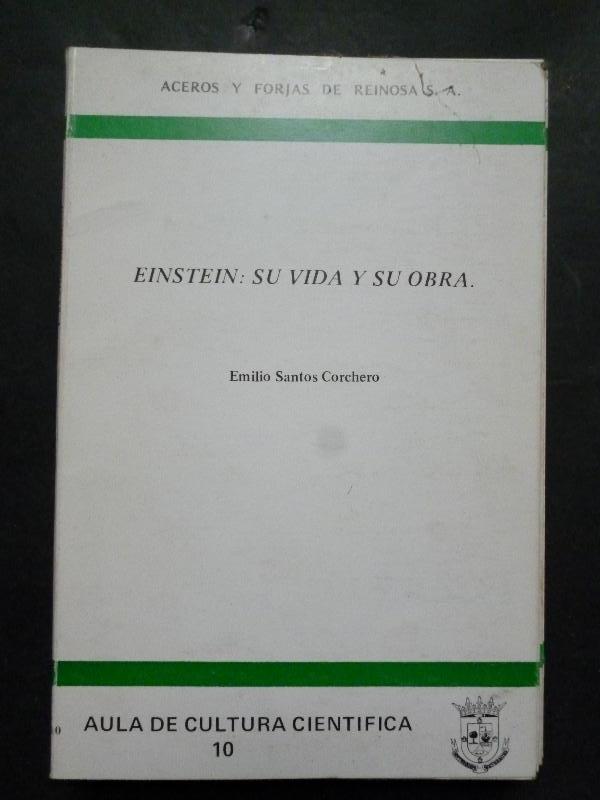 ACEROS Y FORJAS DE REINOSA S. A.
EINSTEIN: SU VIDA Y SU OBRA.
Emilio Santos Corchero
AULA DE CULTURA CIENTIFICA
10